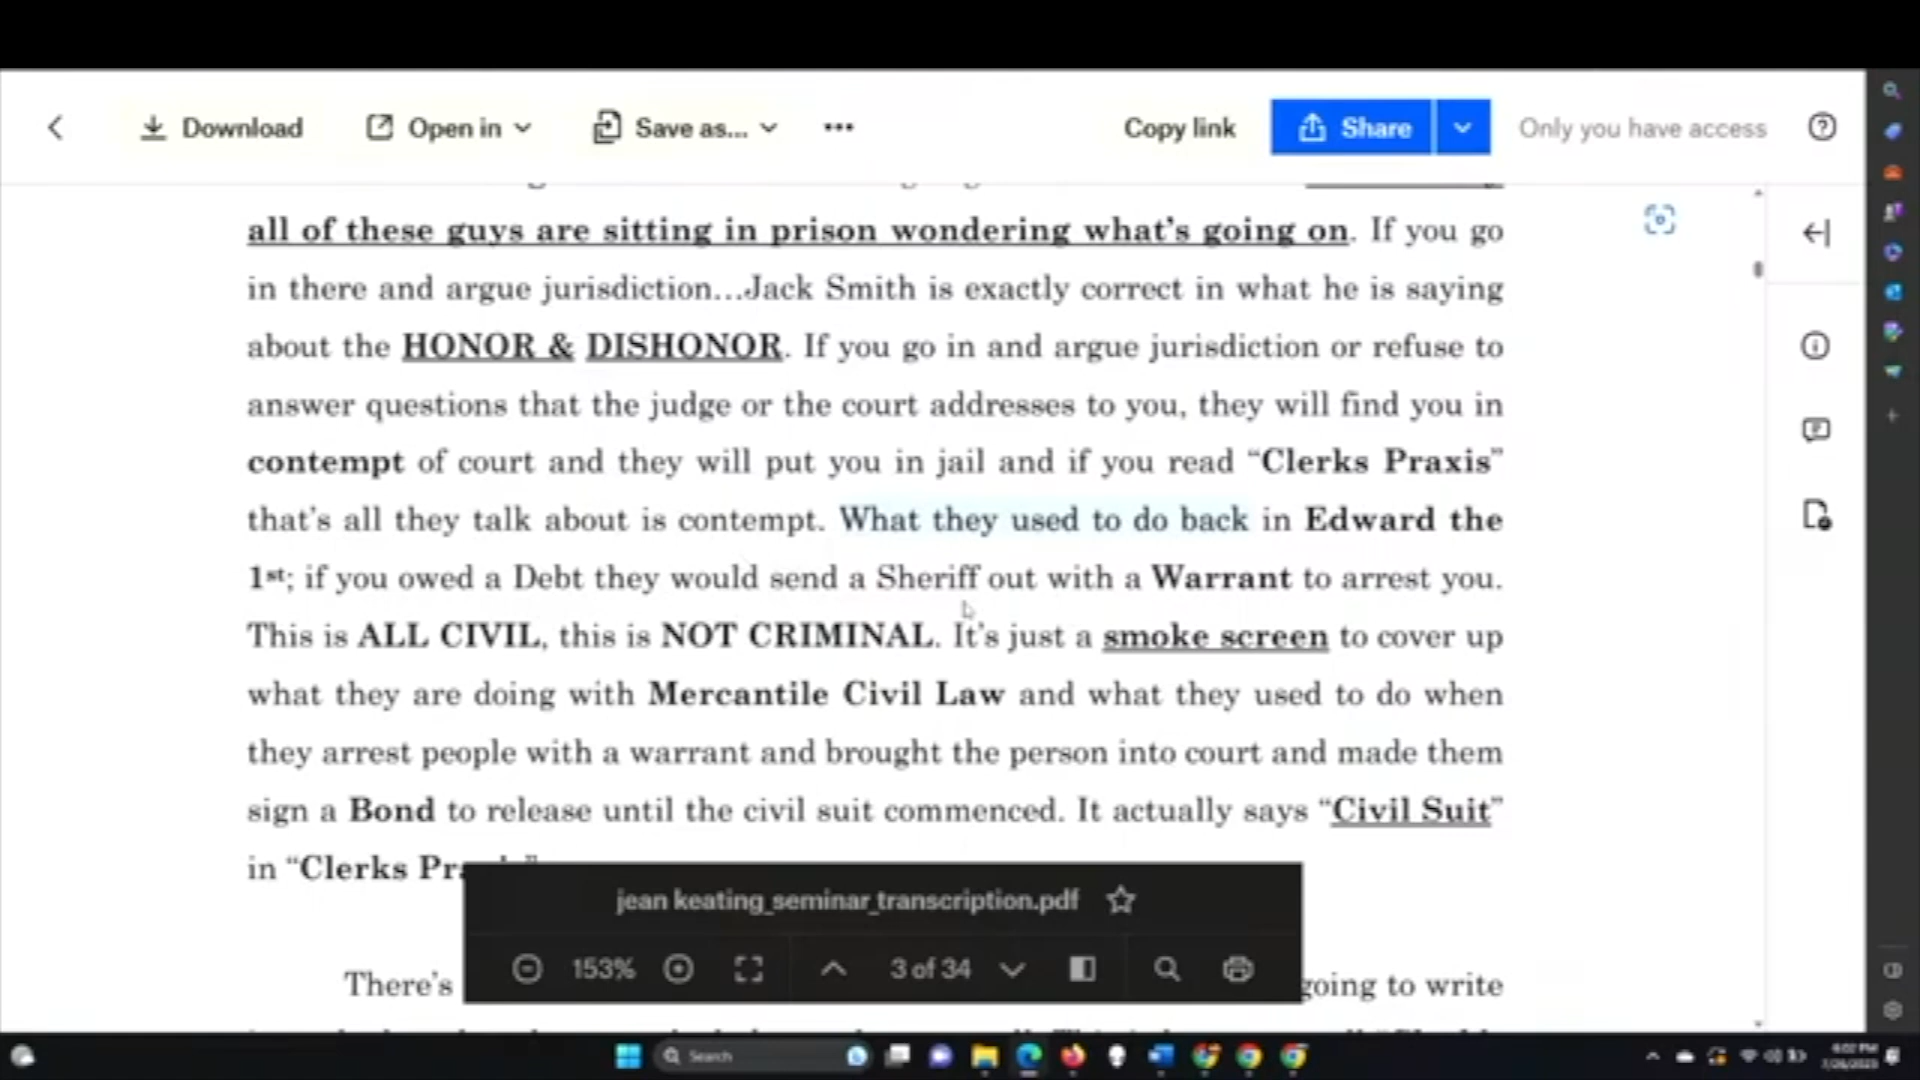 Download
Open in
Save as...
Copy link
Share
Only you have access
all of these guys are sitting in prison wondering what's going on. If you go
in there and argue jurisdiction...Jack Smith is exactly correct in what he is saying
about the HONOR & DISHONOR. If you go in and argue jurisdiction or refuse to
answer questions that the judge or the court addresses to you, they will find you in
contempt of court and they will put you in jail and if you read “Clerks Praxis”
that's all they talk about is contempt. What they used to do back in Edward the
1st; if you owed a Debt they would send a Sheriff out with a Warrant to arrest you.
This is ALL CIVIL, this is NOT CRIMINAL. It's just a smoke screen to cover up
what they are doing with Mercantile Civil Law and what they used to do when
they arrest people with a warrant and brought the person into court and made them
sign a Bond to release until the civil suit commenced. It actually says “Civil Suit”
in “Clerks
jean keating_seminar_transcription.pdf
153%
3 of 34
There's going to write
Search
6:02 PM